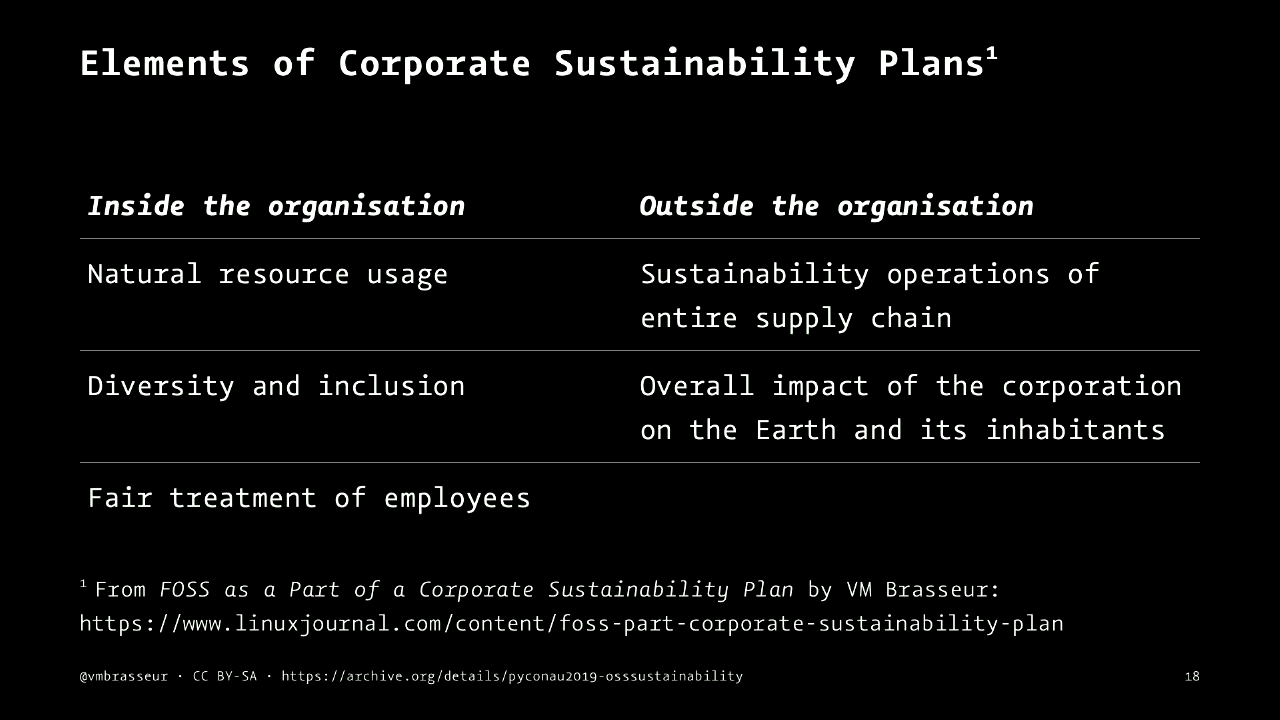 Elements of Corporate Sustainability Plans¹
Inside the organisation
Outside the organisation
Natural resource usage
Sustainability operations of
entire supply chain
Diversity and inclusion
Overall impact of the corporation
on the Earth and its inhabitants
Fair treatment of employees
¹ From FOSS as a Part of a Corporate Sustainability Plan by VM Brasseur:
https://www.linuxjournal.com/content/foss-part-corporate-sustainability-plan
@vmbrasseur · CC BY-SA · https://archive.org/details/pyconau2019-osssustainability
18